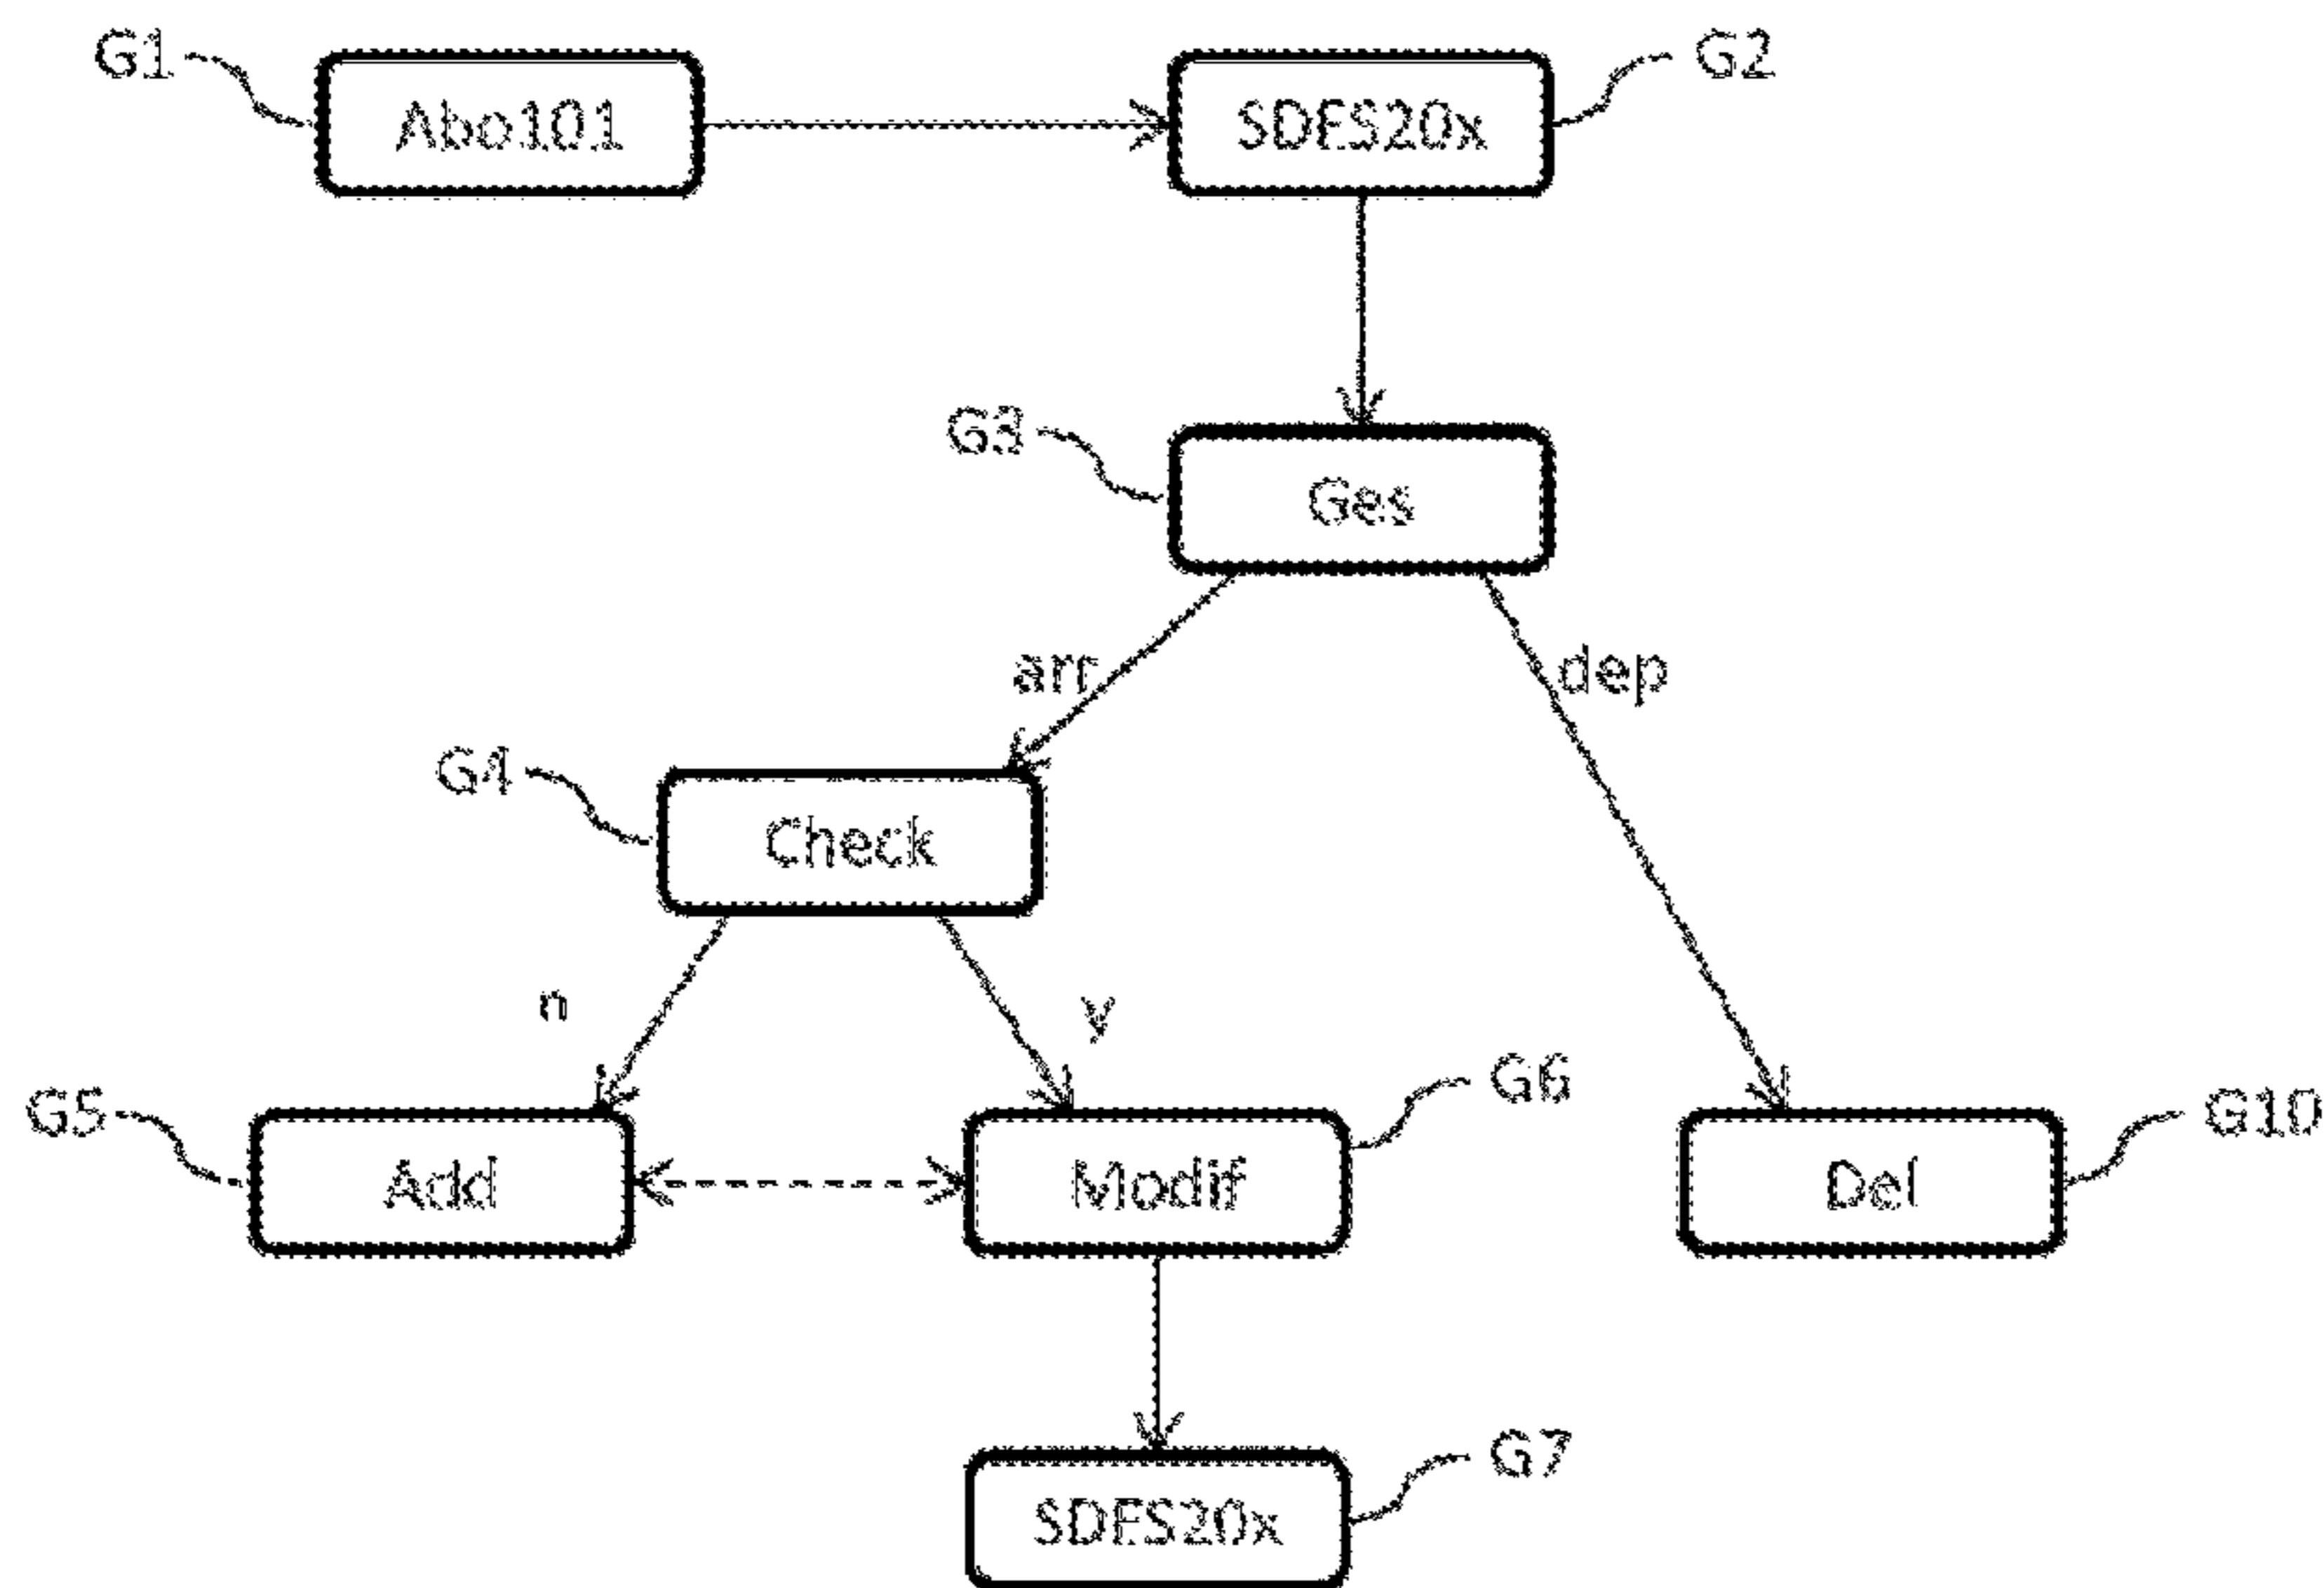 G1
Abo101
SDFS20x
G2
G3
Ges
arr
dep
G4
Check
n
y
G5
Add
Modif
G6
Del
G10
SDFS20x
G7